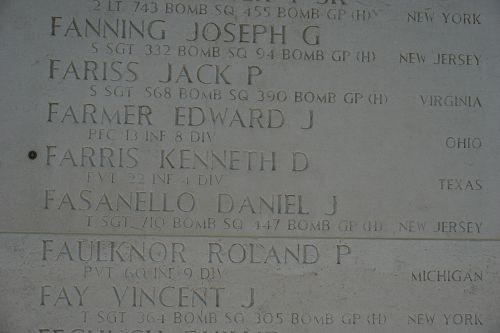 2 LT 743 BOMB SQ 455 BOMB GP (H) NEW YORK
FANNING JOSEPH G
S SGT 332 BOMB SQ 94 BOMB GP (H) NEW JERSEY
FARISS JACK P
S SGT 568 BOMB SQ 390 BOMB GP (H) VIRGINIA
FARMER EDWARD J
PFC 13 INF 8 DIV OHIO
FARRIS KENNETH D
PVT 22 INF 4 DIV TEXAS
FASANELLO DANIEL J
T SGT 710 BOMB SQ 447 BOMB GP (H) NEW JERSEY
FAULKNOR ROLAND P
PVT 60 INF 9 DIV MICHIGAN
FAY VINCENT J
T SGT 364 BOMB SQ 305 BOMB GP (H) NEW YORK